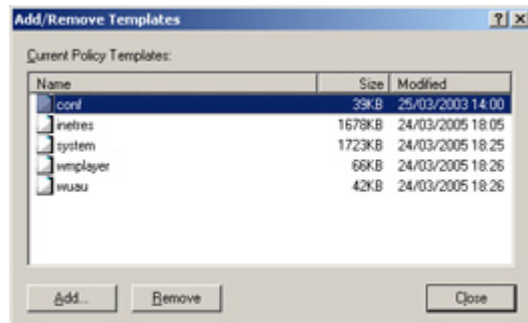 Add/Remove Templates
Current Policy Templates:
Name Size Modified
conf 39KB 25/03/2003 14:00
inetres 1678KB 24/03/2005 18:05
system 1723KB 24/03/2005 18:25
wmplayer 66KB 24/03/2005 18:26
wuau 42KB 24/03/2005 18:26
Add... Remove Close